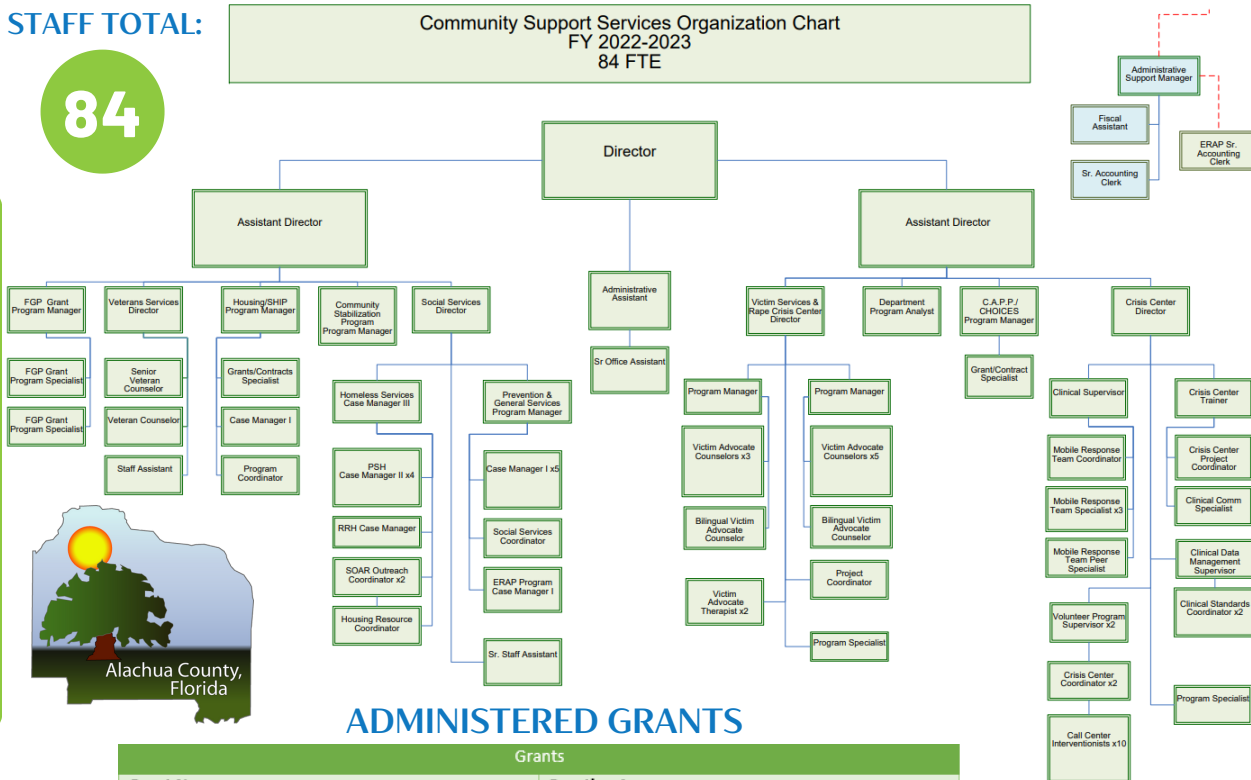 STAFF TOTAL:
84
Community Support Services Organization Chart
FY 2022-2023
84 FTE
Administrative
Support Manager
Fiscal
Assistant
Sr. Accounting
Clerk
ERAP Sr.
Accounting
Clerk
Director
Assistant Director
Assistant Director
Administrative
Assistant
Sr Office Assistant
FGP Grant
Program Manager
Veterans Services
Director
Housing/SHIP
Program Manager
Community
Stabilization
Program
Program Manager
Social Services
Director
FGP Grant
Program Specialist
FGP Grant
Program Specialist
Senior
Veteran
Counselor
Veteran Counselor
Staff Assistant
Grants/Contracts
Specialist
Case Manager I
Program
Coordinator
Homeless Services
Case Manager III
PSH
Case Manager II x4
RRH Case Manager
SOAR Outreach
Coordinator x2
Housing Resource
Coordinator
Prevention &
General Services
Program Manager
Case Manager I x5
Social Services
Coordinator
ERAP Program
Case Manager I
Sr. Staff Assistant
Victim Services &
Rape Crisis Center
Director
Department
Program Analyst
C.A.P.P./
CHOICES
Program Manager
Crisis Center
Director
Grant/Contract
Specialist
Program Manager
Victim Advocate
Counselors x3
Bilingual Victim
Advocate
Counselor
Victim
Advocate
Therapist x2
Program Manager
Victim Advocate
Counselors x5
Bilingual Victim
Advocate
Counselor
Project
Coordinator
Program Specialist
Clinical Supervisor
Mobile Response
Team Coordinator
Mobile Response
Team Specialist x3
Mobile Response
Team Peer
Specialist
Volunteer Program
Supervisor x2
Crisis Center
Coordinator x2
Call Center
Interventionists x10
Crisis Center
Trainer
Crisis Center
Project
Coordinator
Clinical Comm
Specialist
Clinical Data
Management
Supervisor
Clinical Standards
Coordinator x2
Program Specialist
Alachua County,
Florida
ADMINISTERED GRANTS
Grants